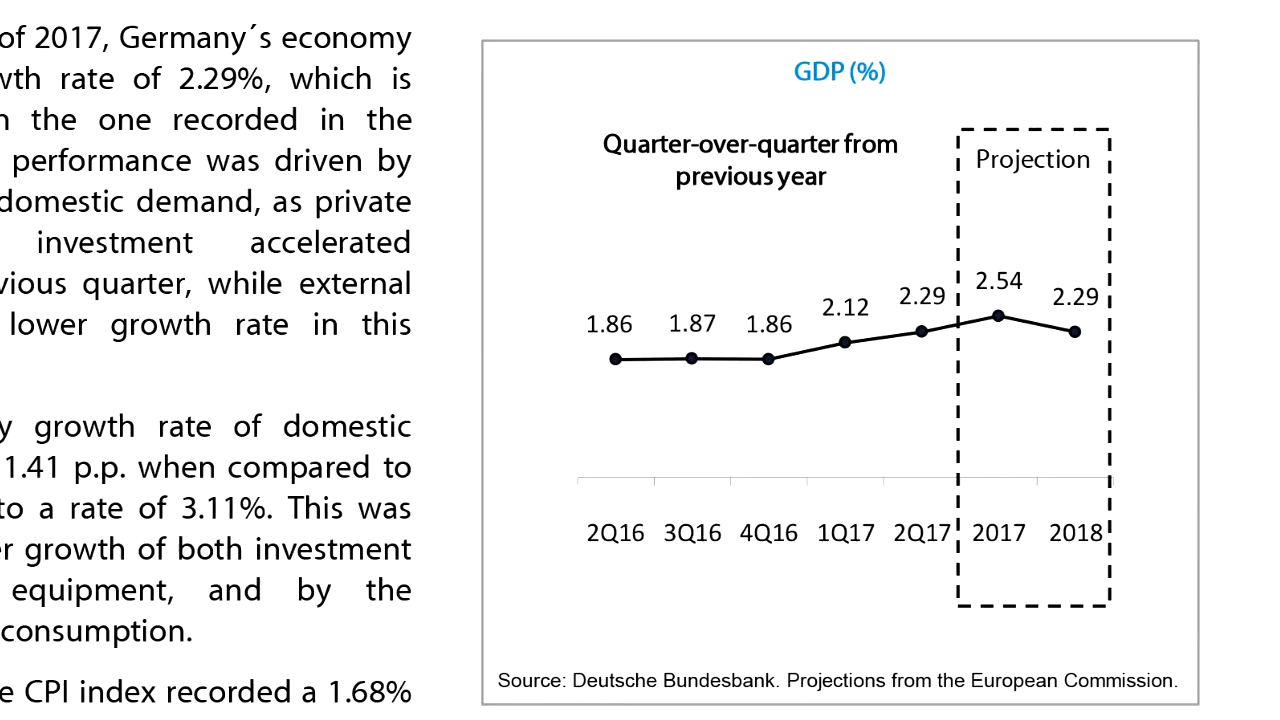 of 2017, Germany´s economy
rate of 2.29%, which is
the one recorded in the
performance was driven by
domestic demand, as private
investment accelerated
quarter, while external
lower growth rate in this
growth rate of domestic
1.41 p.p. when compared to
to a rate of 3.11%. This was
growth of both investment
equipment, and by the
consumption.
CPI index recorded a 1.68%
GDP (%)
Quarter-over-quarter from
previous year
Projection
1.86 1.87 1.86 2.12 2.29 2.54 2.29
2Q16 3Q16 4Q16 1Q17 2Q17 2017 2018
Source: Deutsche Bundesbank. Projections from the European Commission.